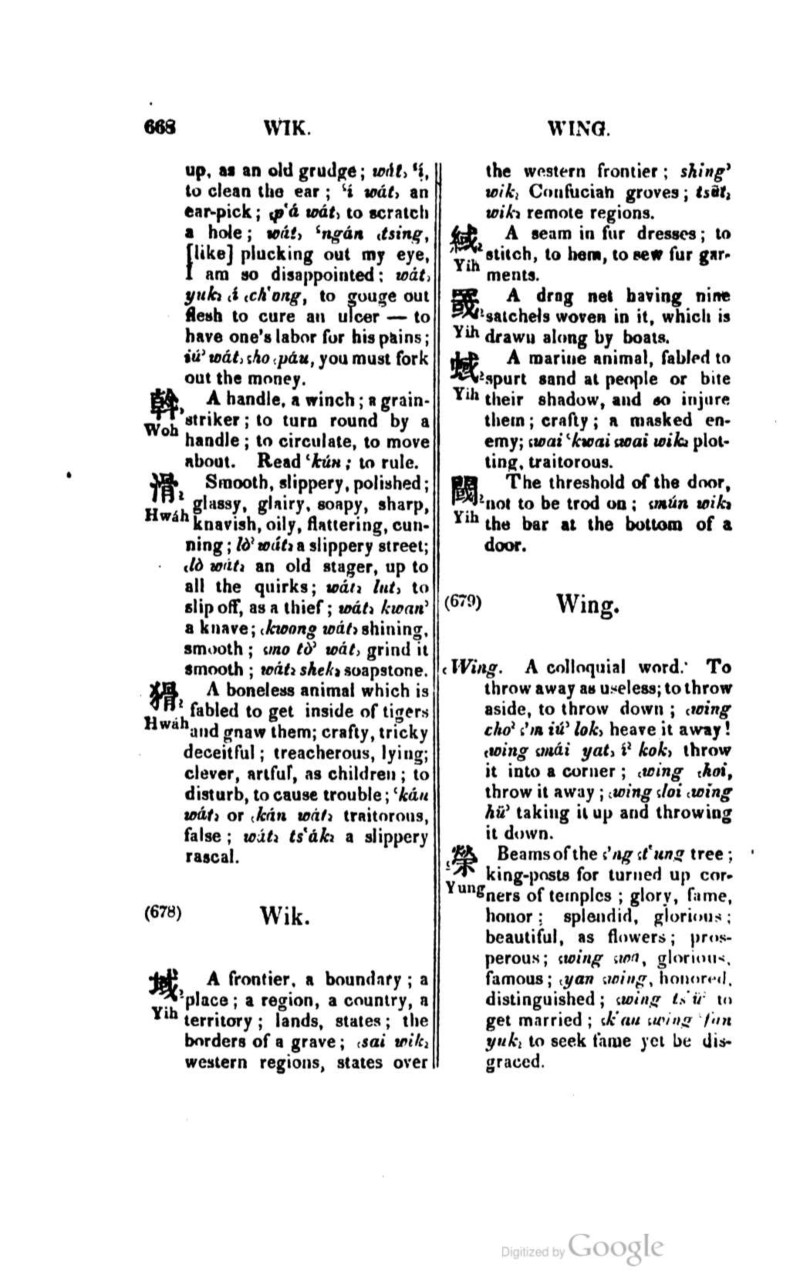 668 WIK. WING.
up, as an old grudge; wát, ‘í,
to clean the ear; ‘í wát, an
ear-pick; ‚p‘á wát, to scratch
a hole; wát, ‘ngán ‚tsing,
[like] plucking out my eye,
I am so disappointed; wát,
yuk, ‚í ‚ch‘ong, to gouge out
flesh to cure an ulcer — to
have one's labor for his pains;
iú’ wát, ‚ho ‚páu, you must fork
out the money.
斡 A handle, a winch; a grain-
Woh striker; to turn round by a
handle; to circulate, to move
about. Read ‘kún; to rule.
滑 Smooth, slippery, polished;
Hwáh glassy, glairy, soapy, sharp,
knavish, oily, flattering, cun-
ning; lò’ wát, a slippery street;
‚lò wát, an old stager, up to
all the quirks; wát, lut, to
slip off, as a thief; wát, kwan’
a knave; ‚kwong wát, shining,
smooth; ‚mo tò’ wát, grind it
smooth; wát, shek, soapstone.
猾 A boneless animal which is
Hwáh fabled to get inside of tigers
and gnaw them; crafty, tricky
deceitful; treacherous, lying;
clever, artful, as children; to
disturb, to cause trouble; ‘káu
wát, or ‚kán wát, traitorous,
false; wát, ts‘ák, a slippery
rascal.
(678) Wik.
域 A frontier, a boundary; a
Yih place; a region, a country, a
territory; lands, states; the
borders of a grave; ‚sai wik,
western regions, states over
the western frontier; shing’
wik, Confucian groves; tsüt,
wik, remote regions.
緎 A seam in fur dresses; to
Yih stitch, to hem, to sew fur gar-
ments.
罭 A drag net having nine
Yih satchels woven in it, which is
drawn along by boats.
蜮 A marine animal, fabled to
Yih spurt sand at people or bite
their shadow, and so injure
them; crafty; a masked en-
emy; ‚wai ‘kwai ‚wai wik, plot-
ting, traitorous.
閾 The threshold of the door,
Yih not to be trod on; ‚mún wik,
the bar at the bottom of a
door.
(679) Wing.
‚Wing. A colloquial word. To
throw away as useless; to throw
aside, to throw down; ‚wing
cho’ ‚’m iú’ lok, heave it away!
‚wing ‚mái yat, í’ kok, throw
it into a corner; ‚wing ‚hoi,
throw it away; ‚wing ‚loi ‚wing
hü’ taking it up and throwing
it down.
榮 Beams of the ‚’ng ‚t‘ung tree;
Yung king-posts for turned up cor-
ners of temples; glory, fame,
honor; splendid, glorious;
beautiful, as flowers; pros-
perous; ‚wing ‚wa, glorious,
famous; ‚yan ‚wing, honored,
distinguished; ‚wing ts‘ü’ to
get married; ‚k‘au ‚wing ‘fan
yuk, to seek fame yet be dis-
graced.
Digitized by Google